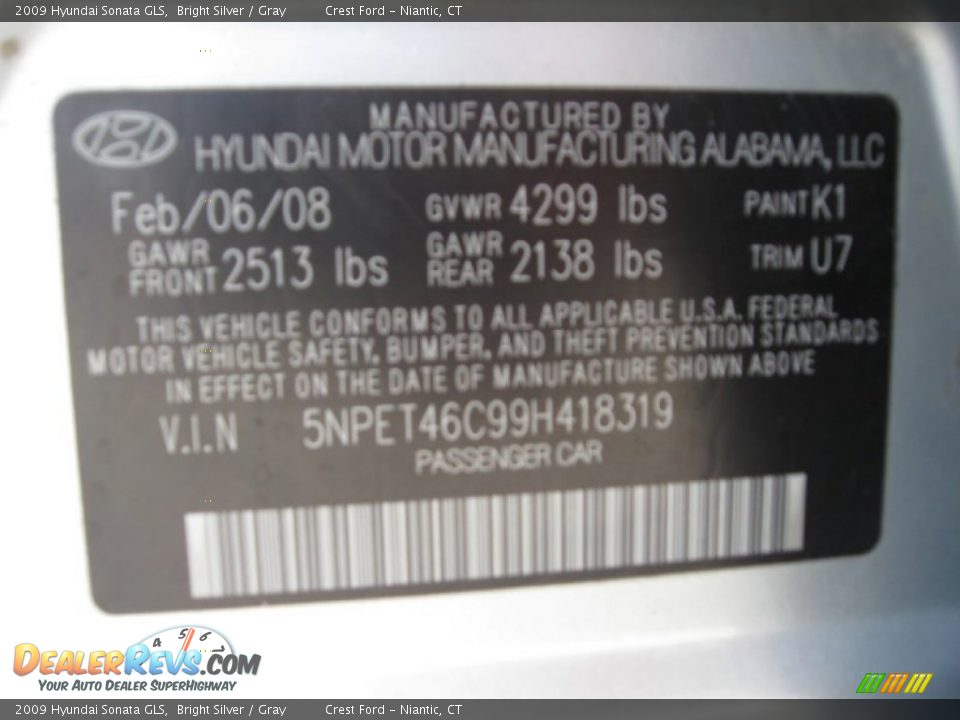 2009 Hyundai Sonata GLS, Bright Silver / Gray Crest Ford - Niantic, CT
MANUFACTURED BY
HYUNDAI MOTOR MANUFACTURING ALABAMA, LLC
Feb/06/08 GVWR 4299 lbs PAINT K1
GAWR FRONT 2513 lbs GAWR REAR 2138 lbs TRIM U7
THIS VEHICLE CONFORMS TO ALL APPLICABLE U.S.A. FEDERAL
MOTOR VEHICLE SAFETY, BUMPER, AND THEFT PREVENTION STANDARDS
IN EFFECT ON THE DATE OF MANUFACTURE SHOWN ABOVE
V.I.N 5NPET46C99H418319
PASSENGER CAR
4 5 6
DEALERREVS.COM
YOUR AUTO DEALER SUPERHIGHWAY
2009 Hyundai Sonata GLS, Bright Silver / Gray Crest Ford - Niantic, CT